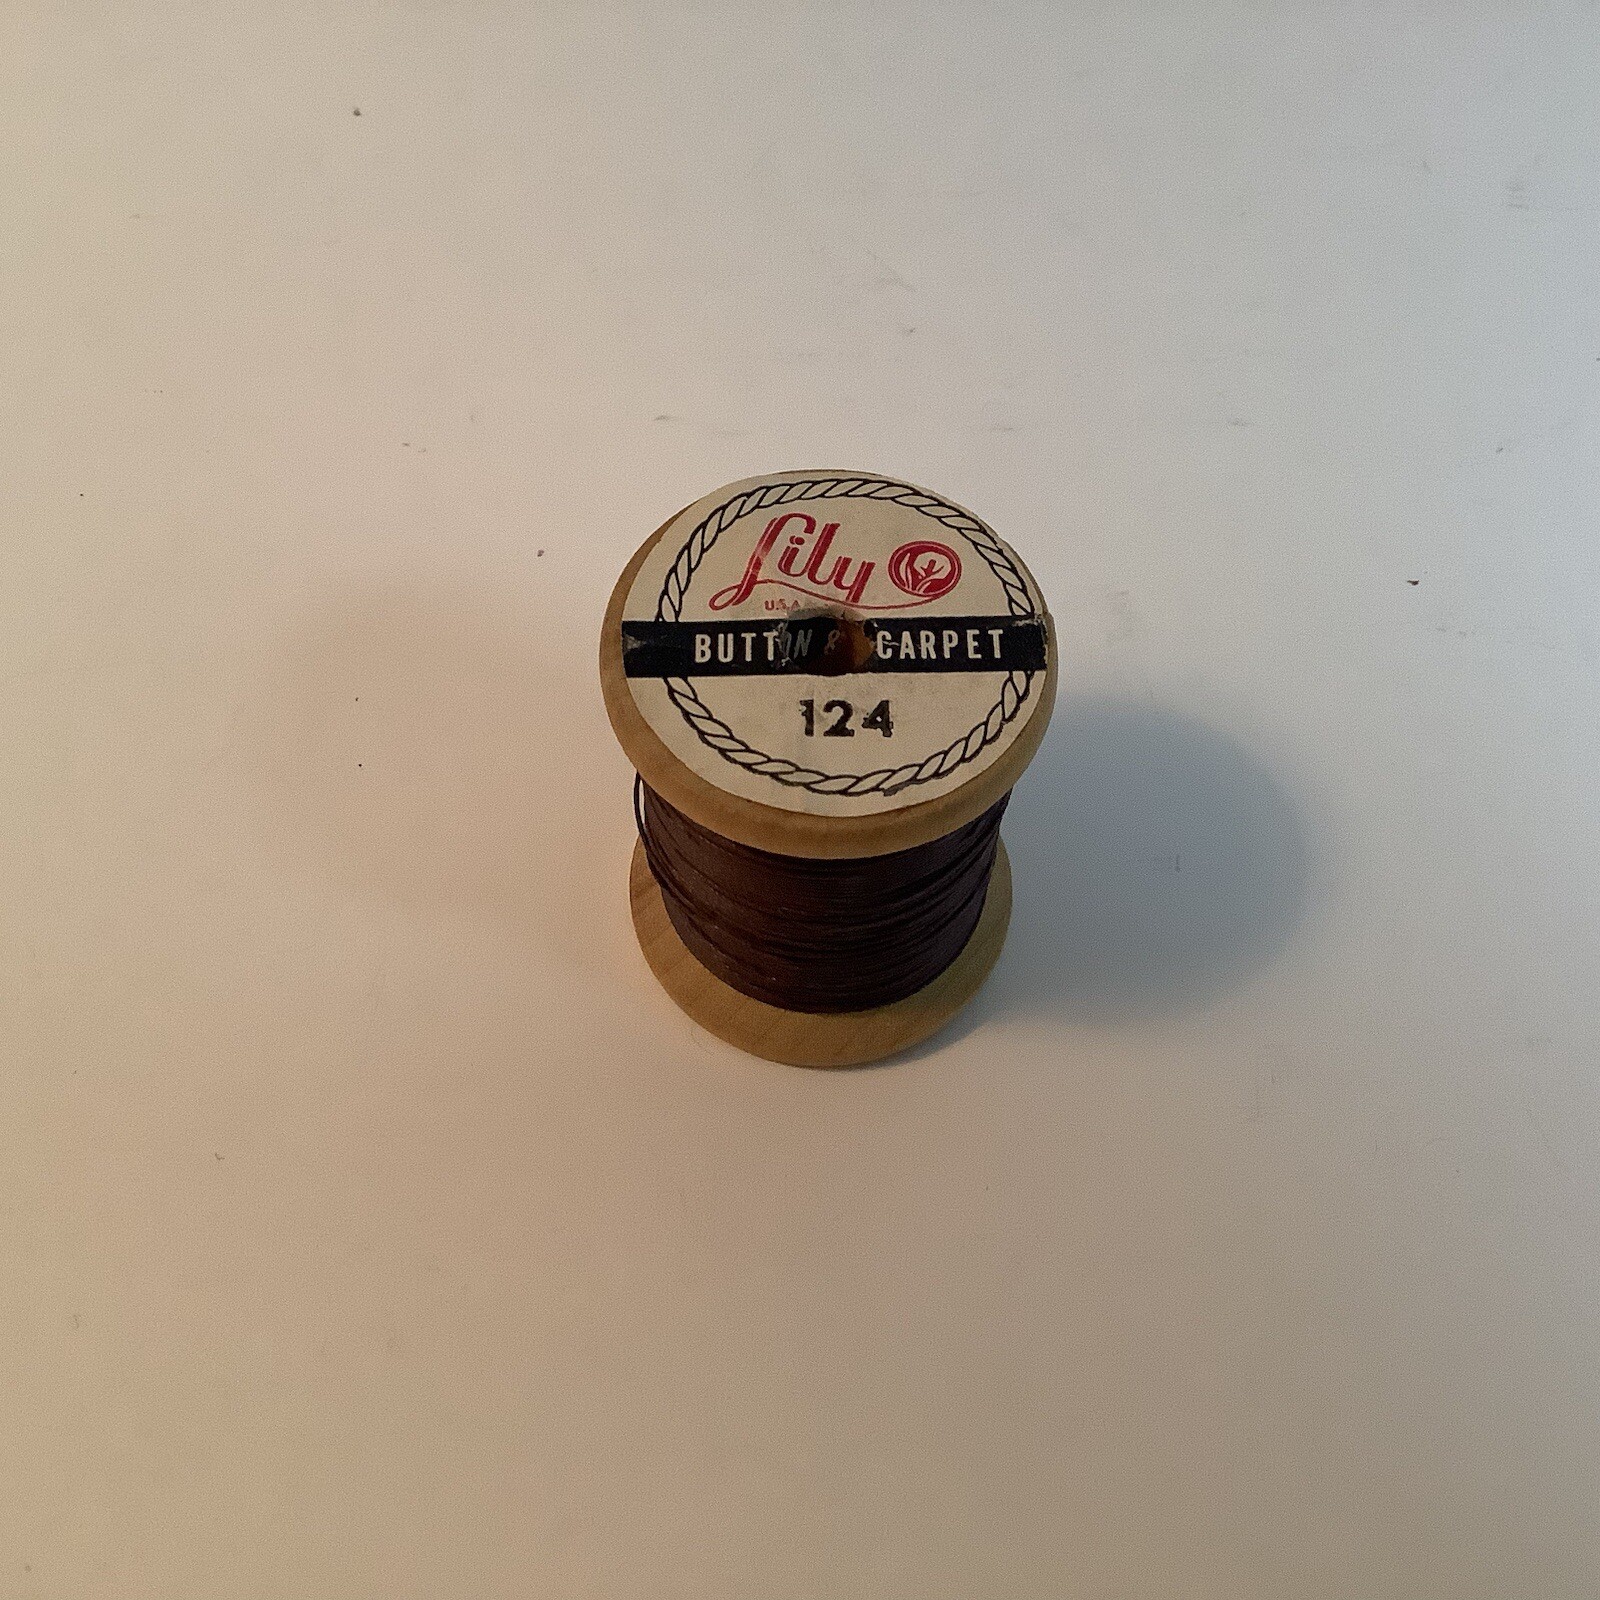 Lily
U.S.A.
BUTTON & CARPET
124